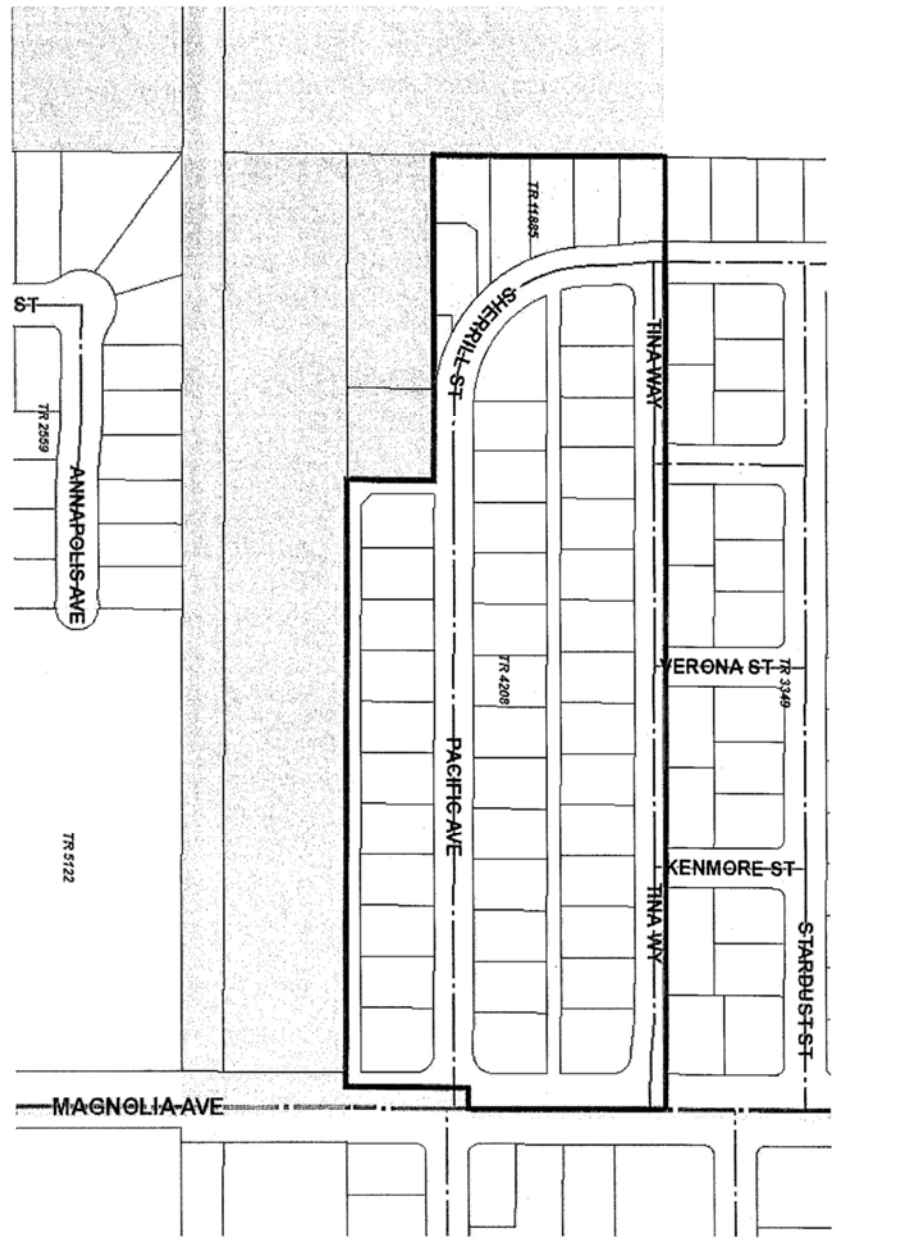 TR 11885
SHERRILL ST
ST
TINA WAY
TR 2559
ANNAPOLIS AVE
TR 4208
VERONA ST
TR 3349
PACIFIC AVE
TR 5122
KENMORE ST
TINA WY
STARDUST ST
MAGNOLIA AVE